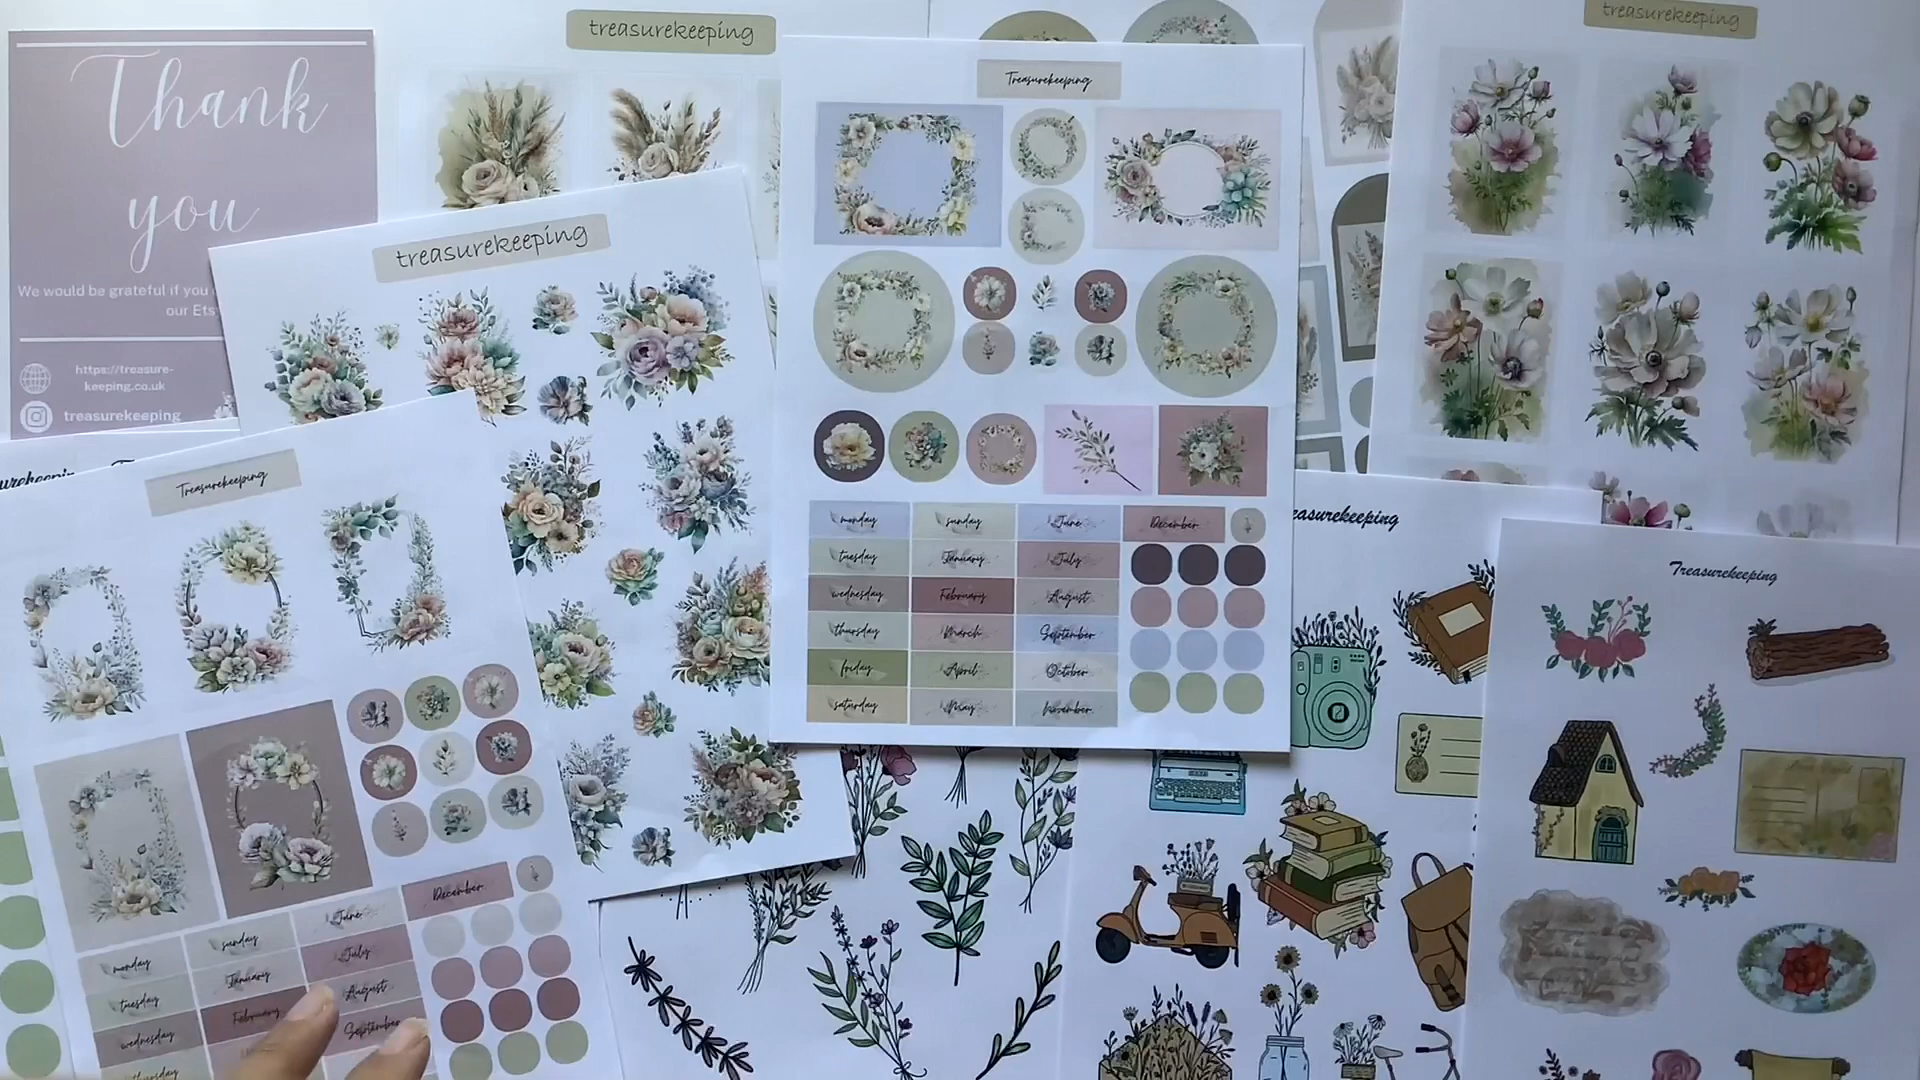 Thank
you
We would be grateful if you
our Ets
https://treasure-
keeping.co.uk
treasurekeeping
treasurekeeping
treasurekeeping
Treasurekeeping
treasurekeeping
Treasurekeeping
monday
sunday
June
December
tuesday
January
July
wednesday
February
August
thursday
March
September
friday
April
October
saturday
May
November
easurekeeping
Treasurekeeping
Treasurekeeping
December
June
sunday
monday
July
January
tuesday
August
February
wednesday
September